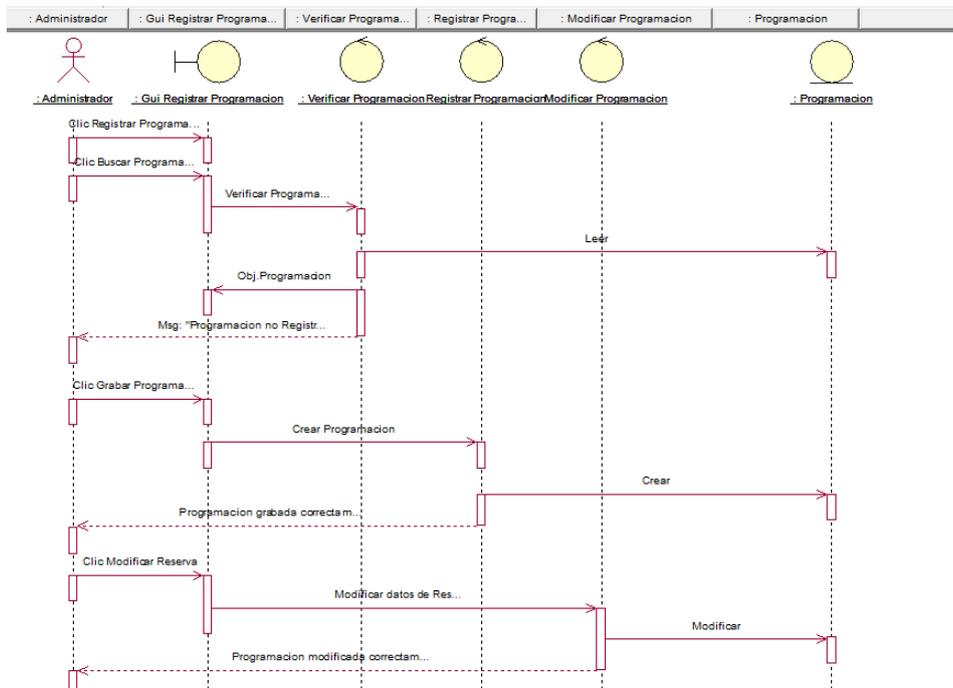 : Administrador : Gui Registrar Programa... : Verificar Programa... : Registrar Progra... : Modificar Programacion : Programacion
: Administrador : Gui Registrar Programacion : Verificar Programacion Registrar Programacion Modificar Programacion : Programacion
Clic Registrar Programa...
Clic Buscar Programa...
Verificar Programa...
Leer
Obj.Programacion
Msg: "Programacion no Registr...
Clic Grabar Programa...
Crear Programacion
Crear
Programacion grabada correctam...
Clic Modificar Reserva
Modificar datos de Res...
Modificar
Programacion modificada correctam...